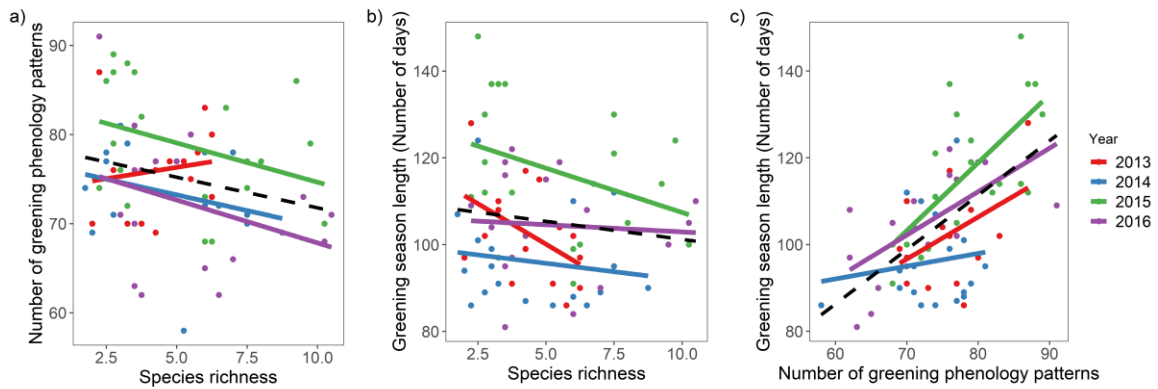 a)
Number of greening phenology patterns
90
80
70
60
2.5
5.0
7.5
10.0
Species richness
b)
Greening season length (Number of days)
140
120
100
80
2.5
5.0
7.5
10.0
Species richness
c)
Greening season length (Number of days)
140
120
100
80
60
70
80
90
Number of greening phenology patterns
Year
2013
2014
2015
2016